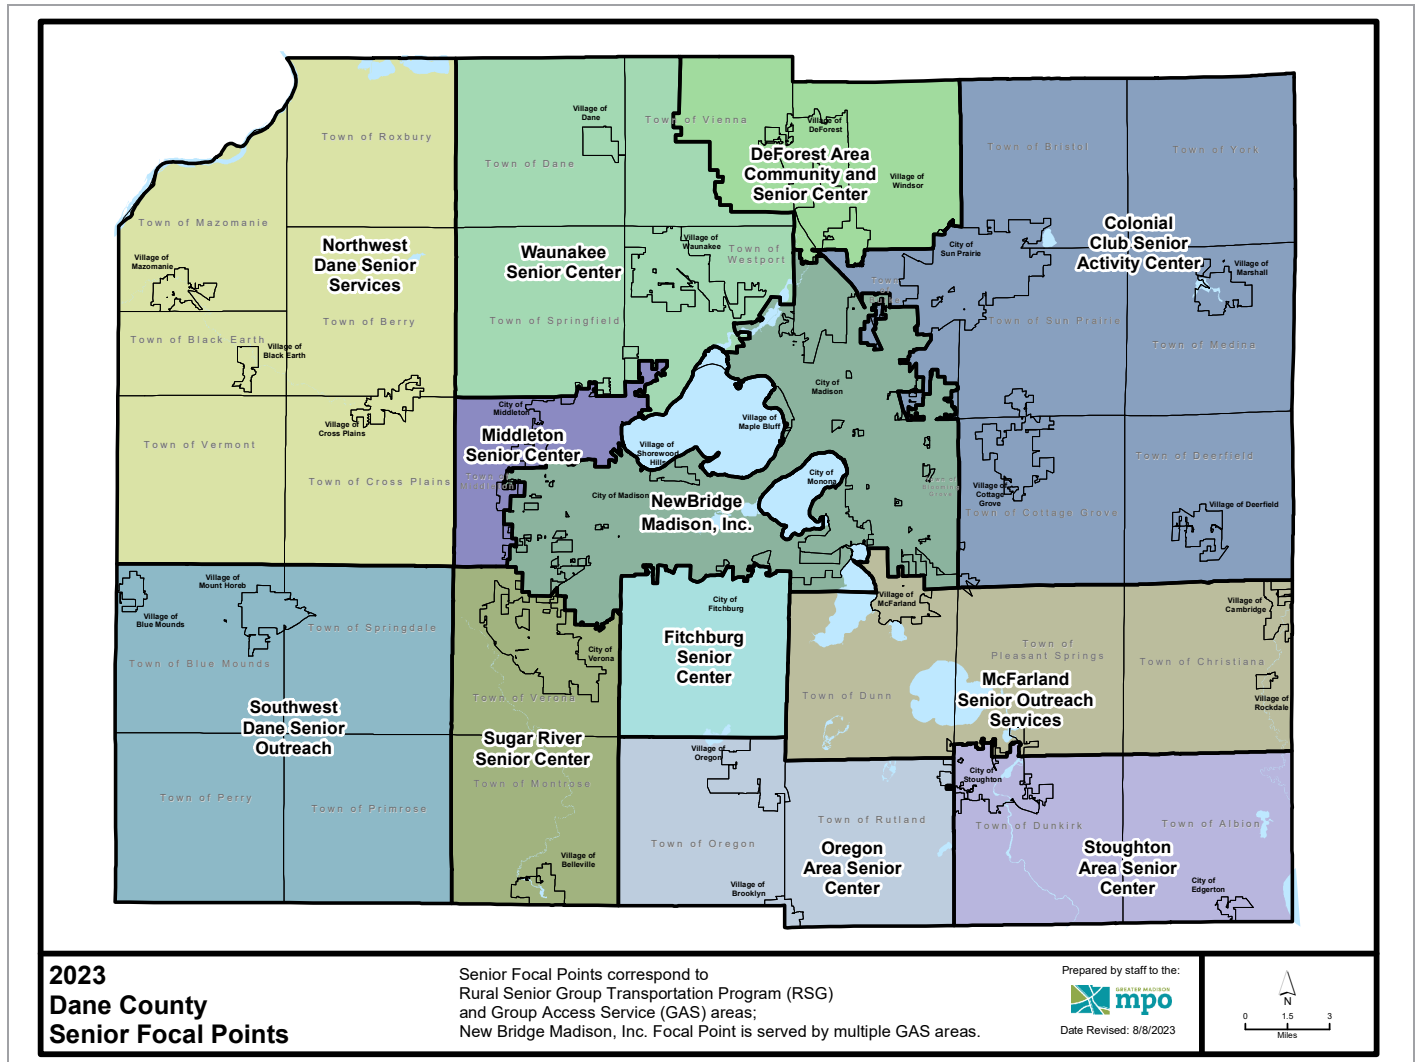 Town of Roxbury
Village of
Dane
Town of Dane
Town of Vienna
Village of
DeForest
DeForest Area
Community and
Senior Center
Village of
Windsor
Town of Bristol
Town of York
Town of Mazomanie
Village of
Mazomanie
Northwest
Dane Senior
Services
Waunakee
Senior Center
Village of
Waunakee
Town of
Westport
City of
Sun Prairie
Colonial
Club Senior
Activity Center
Village of
Marshall
Town
Town of Berry
Town of Springfield
Town of Sun Prairie
Town of Medina
Town of Black Earth
Village of
Black Earth
City of
Madison
Village of
Cross Plains
City of
Middleton
Middleton
Senior Center
Village of
Maple Bluff
Village of
Shorewood
Hills
Town of Vermont
Town of Cross Plains
Town of
Middleton
City of Madison
NewBridge
Madison, Inc.
City of
Monona
Town of
Blooming
Grove
Village of
Cottage
Grove
Town of Cottage Grove
Town of Deerfield
Village of Deerfield
Village of
Blue Mounds
Village of
Mount Horeb
Town of Springdale
Town of Blue Mounds
Southwest
Dane Senior
Outreach
City of
Verona
Town of Verona
Sugar River
Senior Center
Town of Montrose
City of
Fitchburg
Fitchburg
Senior
Center
Village of
McFarland
Town of Dunn
Town of
Pleasant Springs
McFarland
Senior Outreach
Services
Town of Christiana
Village of
Cambridge
Village of
Rockdale
Town of Perry
Town of Primrose
Village of
Belleville
Village of
Oregon
Town of Oregon
Village of
Brooklyn
Town of Rutland
Oregon
Area Senior
Center
City of
Stoughton
Town of Dunkirk
Town of Albion
Stoughton
Area Senior
Center
City of
Edgerton
2023
Dane County
Senior Focal Points
Senior Focal Points correspond to
Rural Senior Group Transportation Program (RSG)
and Group Access Service (GAS) areas;
New Bridge Madison, Inc. Focal Point is served by multiple GAS areas.
Prepared by staff to the:
GREATER MADISON
mpo
Date Revised: 8/8/2023
N
0 1.5 3
Miles